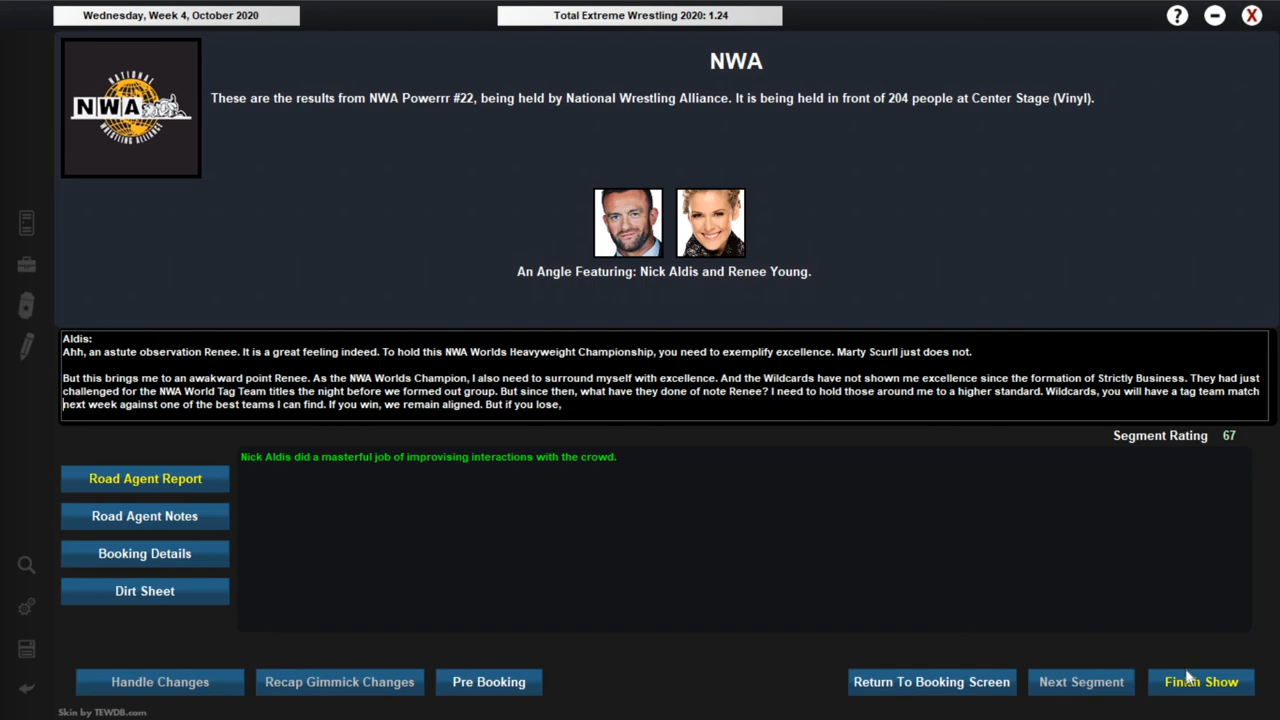 Wednesday, Week 4, October 2020
Total Extreme Wrestling 2020: 1.24
?
X
NATIONAL
NWA
WRESTLING ALLIANCE
NWA
These are the results from NWA Powerrr #22, being held by National Wrestling Alliance. It is being held in front of 204 people at Center Stage (Vinyl).
An Angle Featuring: Nick Aldis and Renee Young.
Aldis:
Ahh, an astute observation Renee. It is a great feeling indeed. To hold this NWA Worlds Heavyweight Championship, you need to exemplify excellence. Marty Scurll just does not.
But this brings me to an awakward point Renee. As the NWA Worlds Champion, I also need to surround myself with excellence. And the Wildcards have not shown me excellence since the formation of Strictly Business. They had just
challenged for the NWA World Tag Team titles the night before we formed out group. But since then, what have they done of note Renee? I need to hold those around me to a higher standard. Wildcards, you will have a tag team match
next week against one of the best teams I can find. If you win, we remain aligned. But if you lose,
Segment Rating 67
Nick Aldis did a masterful job of improvising interactions with the crowd.
Road Agent Report
Road Agent Notes
Booking Details
Dirt Sheet
Handle Changes
Recap Gimmick Changes
Pre Booking
Return To Booking Screen
Next Segment
Finish Show
Skin by TEWDB.com